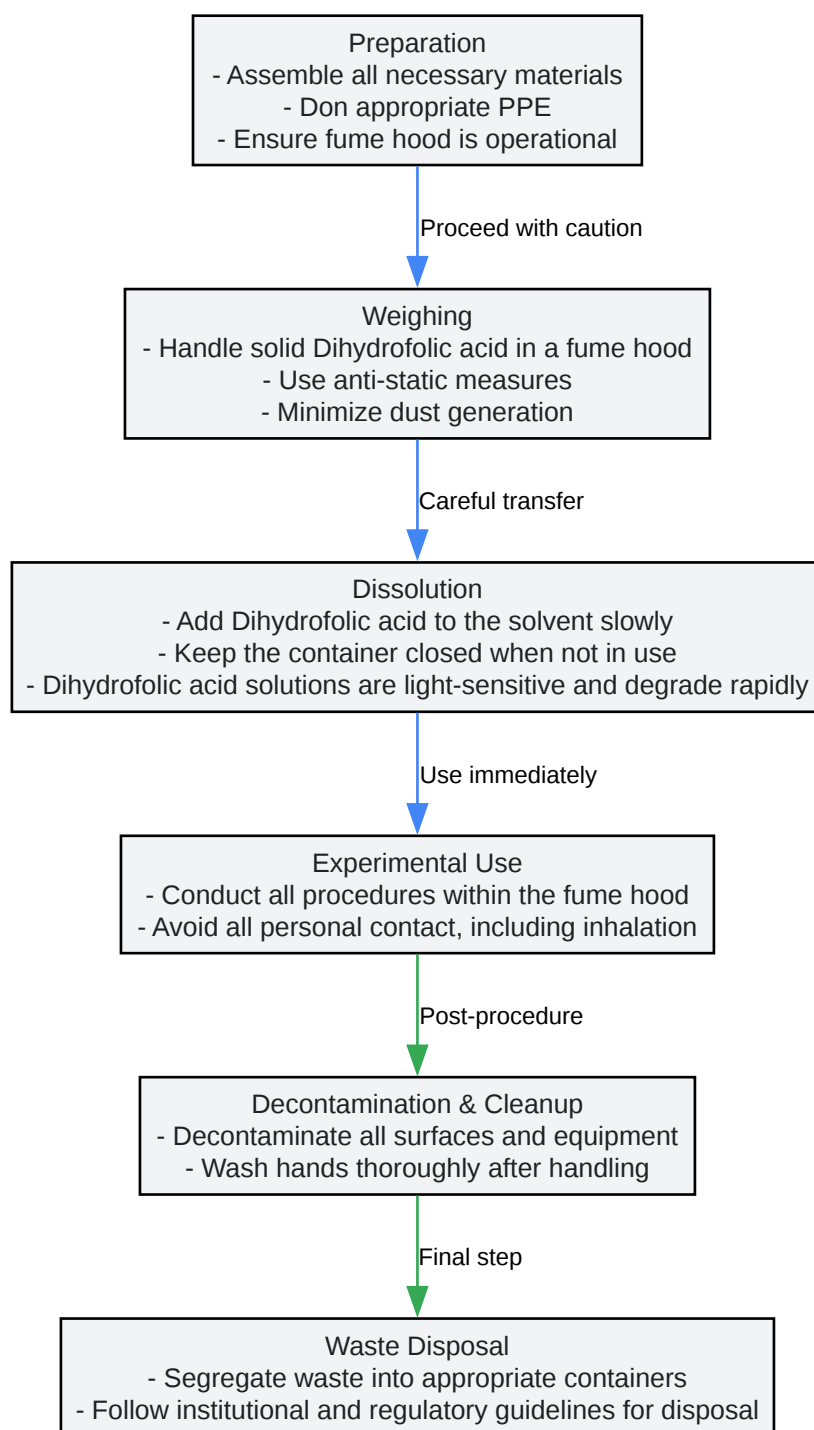 Preparation
- Assemble all necessary materials
- Don appropriate PPE
- Ensure fume hood is operational
Proceed with caution
Weighing
- Handle solid Dihydrofolic acid in a fume hood
- Use anti-static measures
- Minimize dust generation
Careful transfer
Dissolution
- Add Dihydrofolic acid to the solvent slowly
- Keep the container closed when not in use
- Dihydrofolic acid solutions are light-sensitive and degrade rapidly
Use immediately
Experimental Use
- Conduct all procedures within the fume hood
- Avoid all personal contact, including inhalation
Post-procedure
Decontamination & Cleanup
- Decontaminate all surfaces and equipment
- Wash hands thoroughly after handling
Final step
Waste Disposal
- Segregate waste into appropriate containers
- Follow institutional and regulatory guidelines for disposal